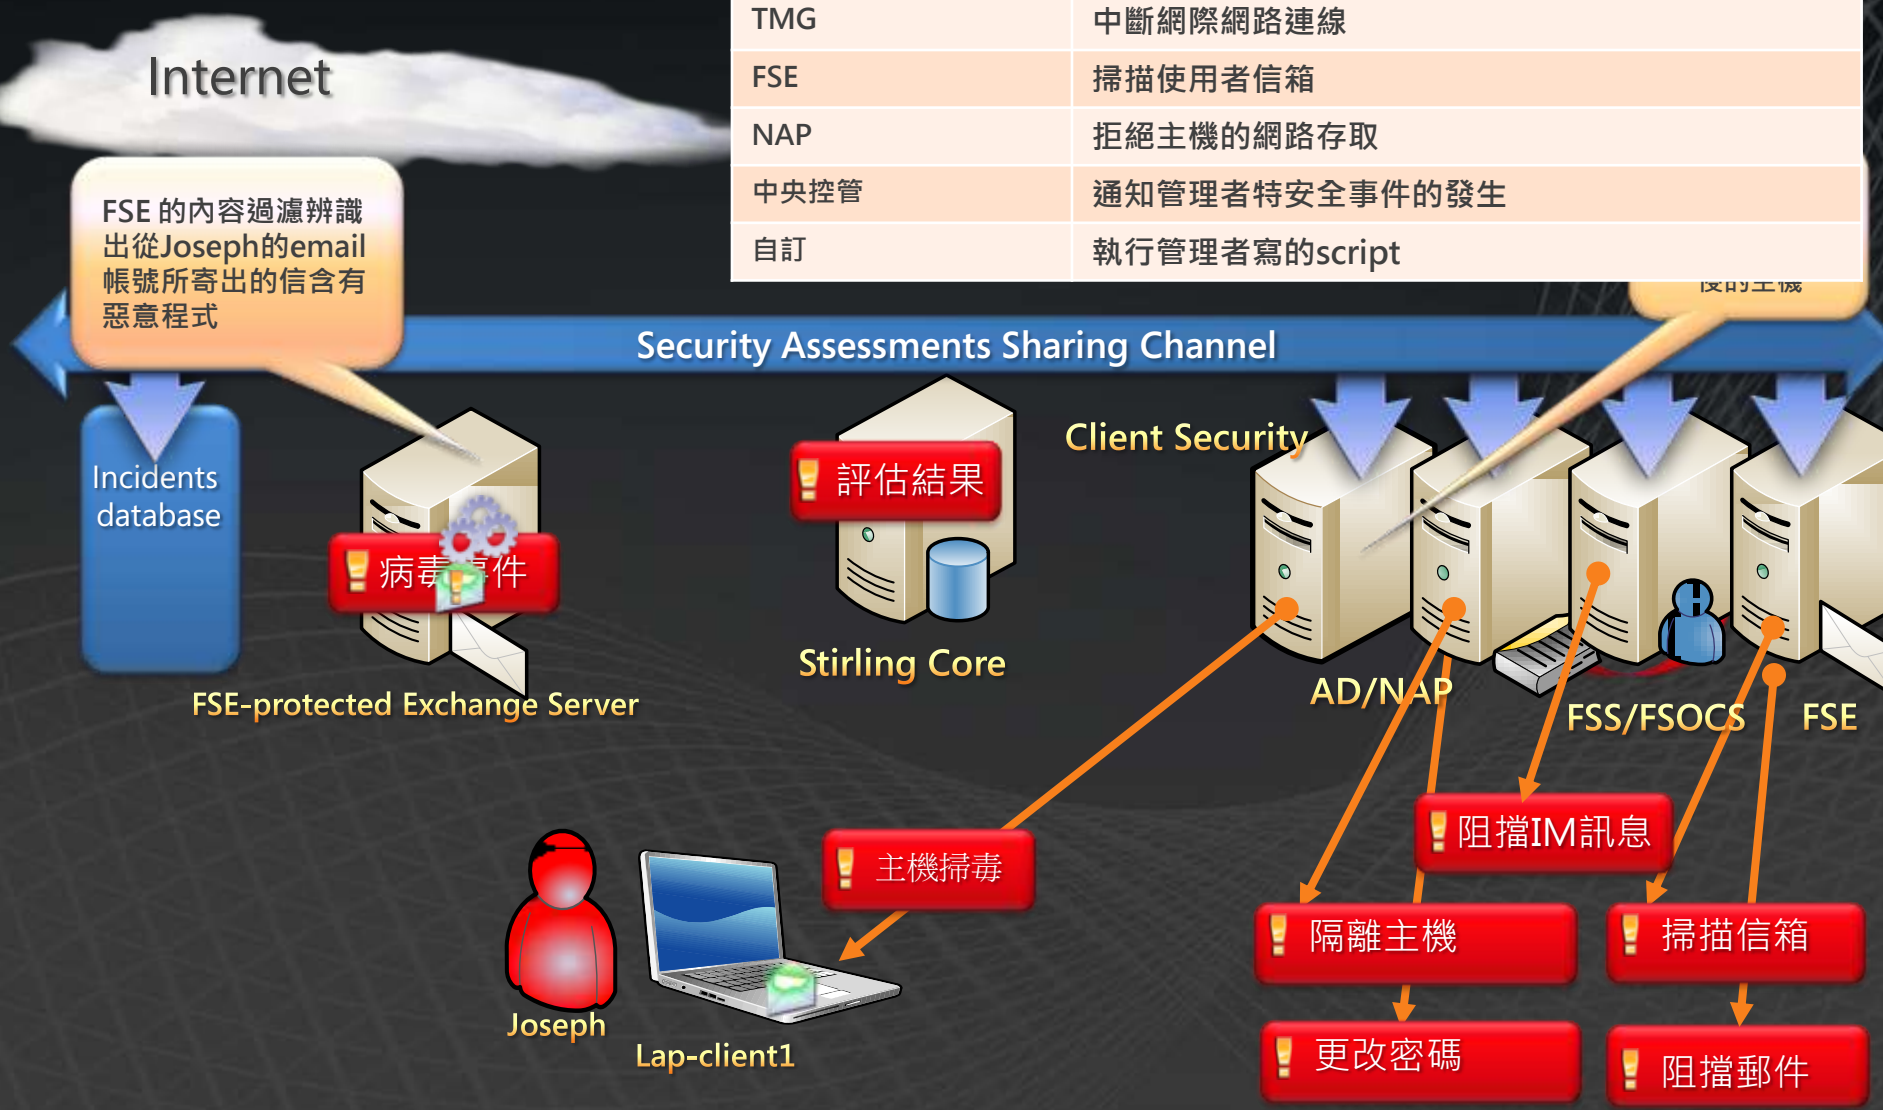 TMG 中斷網際網路連線
Internet
FSE 掃描使用者信箱
NAP 拒絕主機的網路存取
中央控管 通知管理者特安全事件的發生
自訂 執行管理者寫的script
FSE 的內容過濾辨識
出從Joseph的email
帳號所寄出的信含有
惡意程式
的主機
Security Assessments Sharing Channel
Client Security
Incidents
database
評估結果
病毒事件
Stirling Core
FSE-protected Exchange Server
AD/NAP
FSS/FSOCS
FSE
阻擋IM訊息
主機掃毒
隔離主機
掃描信箱
Joseph
Lap-client1
更改密碼
阻擋郵件